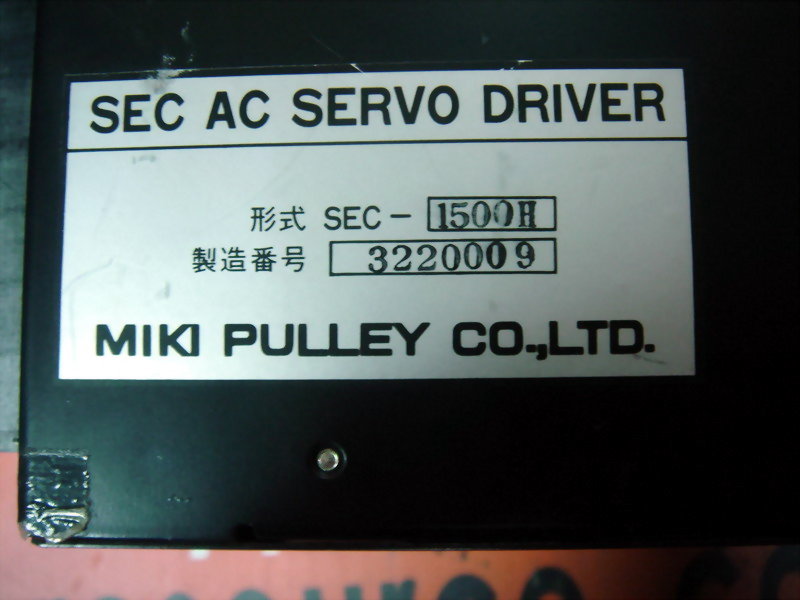 SEC AC SERVO DRIVER
形式 SEC - 1500H
製造番号 3220009
MIKI PULLEY CO.,LTD.